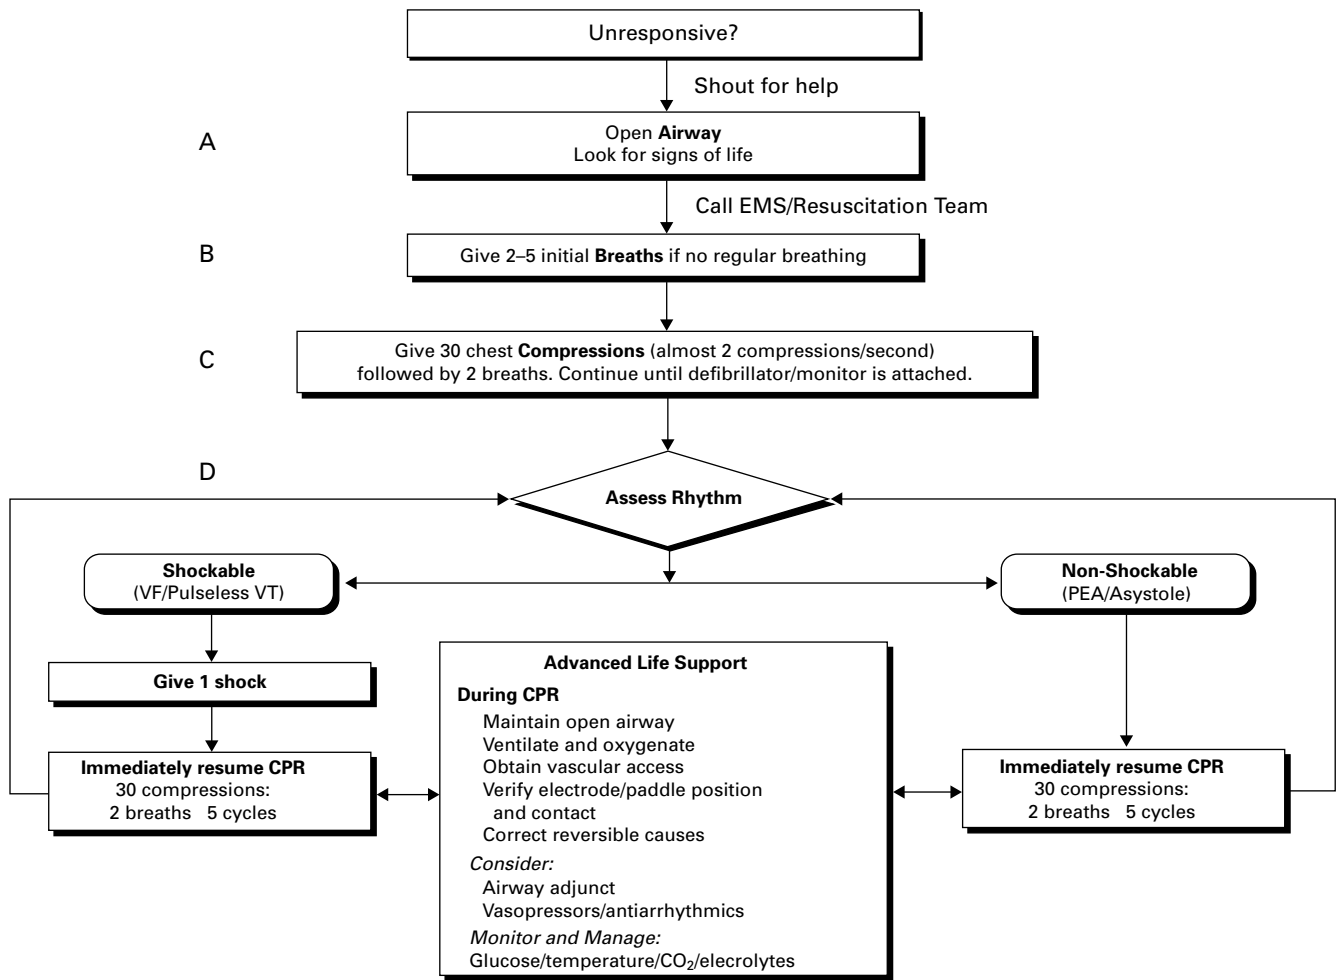 Unresponsive?
Shout for help
A
Open Airway
Look for signs of life
Call EMS/Resuscitation Team
B
Give 2–5 initial Breaths if no regular breathing
C
Give 30 chest Compressions (almost 2 compressions/second)
followed by 2 breaths. Continue until defibrillator/monitor is attached.
D
Assess Rhythm
Shockable
(VF/Pulseless VT)
Non-Shockable
(PEA/Asystole)
Give 1 shock
Immediately resume CPR
30 compressions:
2 breaths 5 cycles
Advanced Life Support
During CPR
Maintain open airway
Ventilate and oxygenate
Obtain vascular access
Verify electrode/paddle position
and contact
Correct reversible causes
Consider:
Airway adjunct
Vasopressors/antiarrhythmics
Monitor and Manage:
Glucose/temperature/CO₂/elecrolytes
Immediately resume CPR
30 compressions:
2 breaths 5 cycles